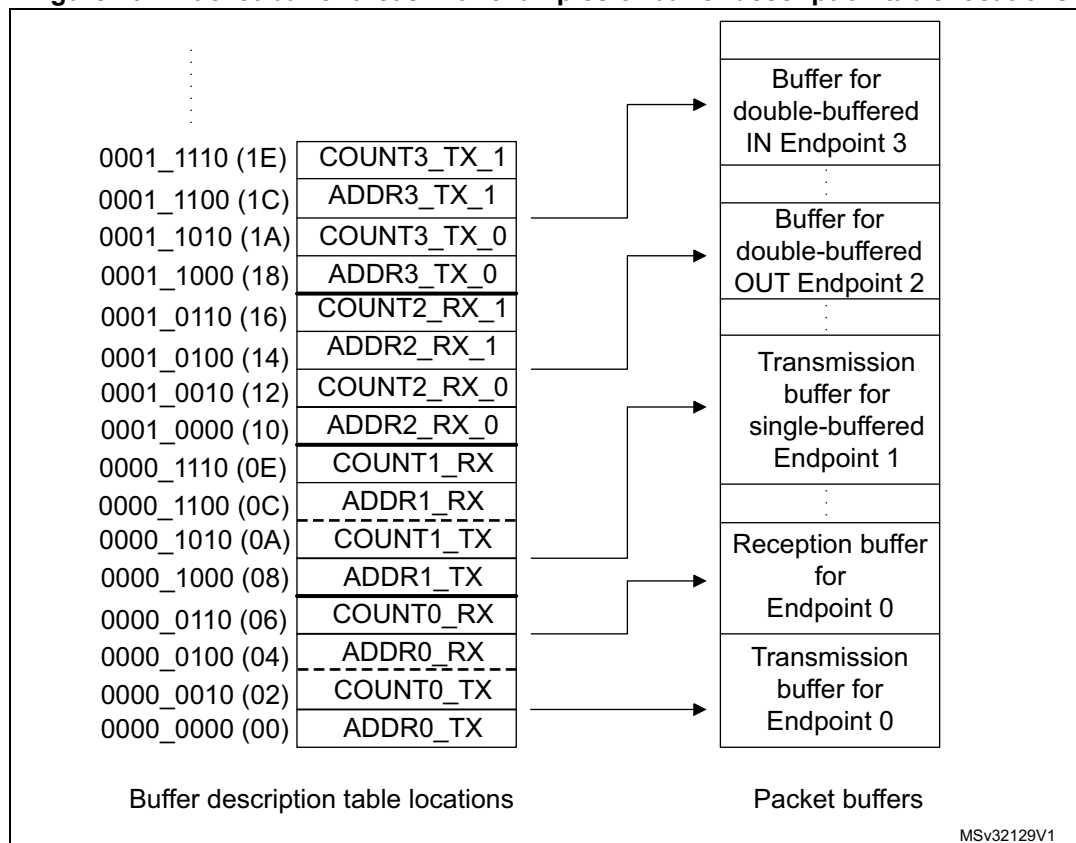 0001_1110 (1E) COUNT3_TX_1
0001_1100 (1C) ADDR3_TX_1
0001_1010 (1A) COUNT3_TX_0
0001_1000 (18) ADDR3_TX_0
0001_0110 (16) COUNT2_RX_1
0001_0100 (14) ADDR2_RX_1
0001_0010 (12) COUNT2_RX_0
0001_0000 (10) ADDR2_RX_0
0000_1110 (0E) COUNT1_RX
0000_1100 (0C) ADDR1_RX
0000_1010 (0A) COUNT1_TX
0000_1000 (08) ADDR1_TX
0000_0110 (06) COUNT0_RX
0000_0100 (04) ADDR0_RX
0000_0010 (02) COUNT0_TX
0000_0000 (00) ADDR0_TX
Buffer description table locations
Buffer for
double-buffered
IN Endpoint 3
Buffer for
double-buffered
OUT Endpoint 2
Transmission
buffer for
single-buffered
Endpoint 1
Reception buffer
for
Endpoint 0
Transmission
buffer for
Endpoint 0
Packet buffers
MSv32129V1